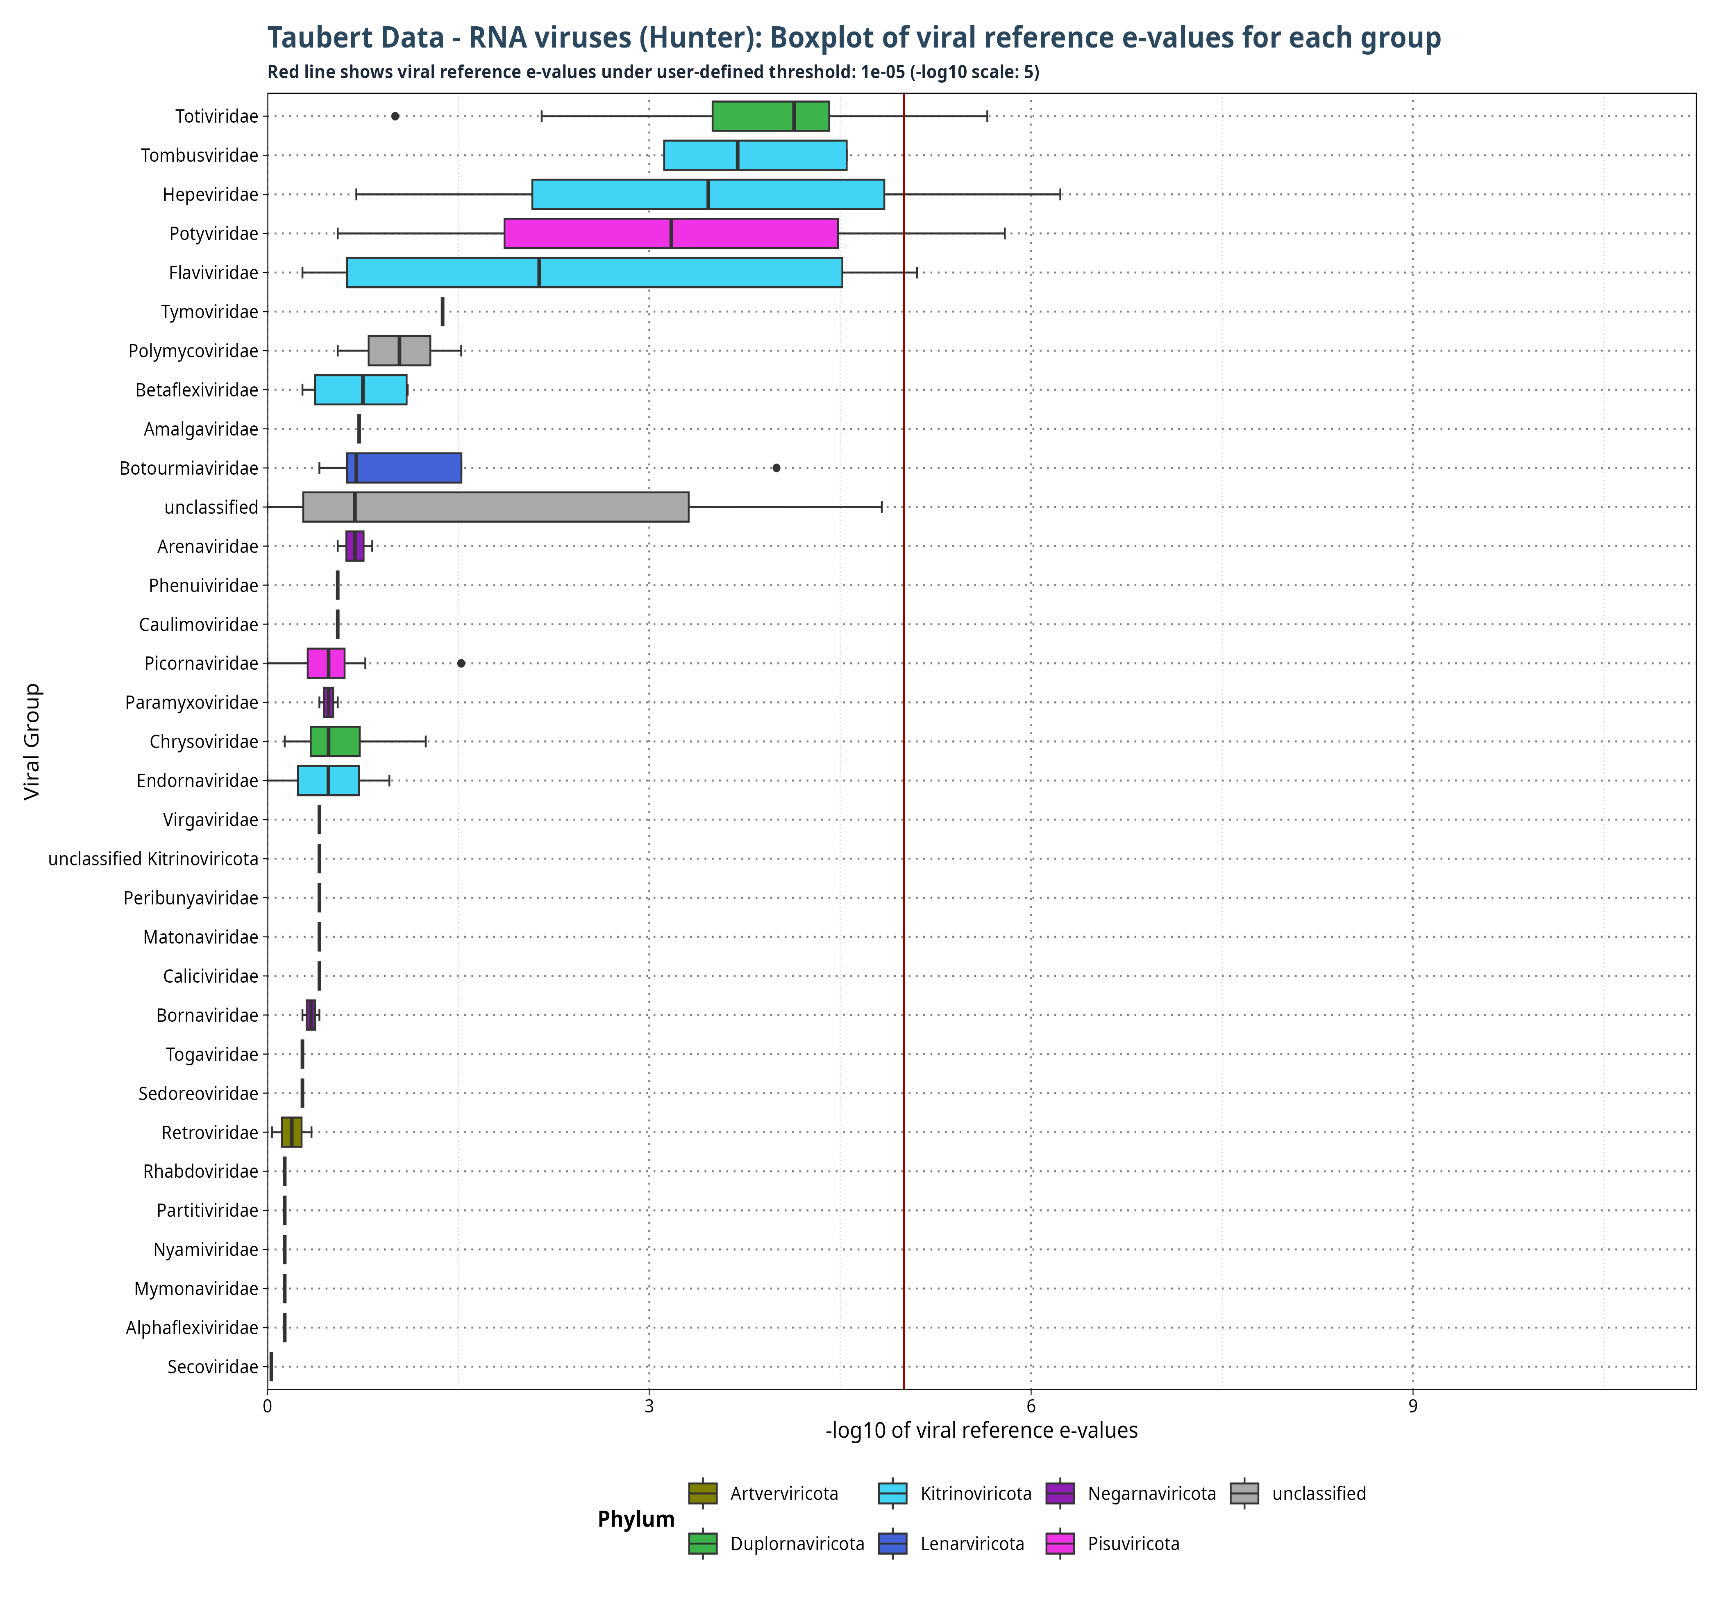 Taubert Data - RNA viruses (Hunter): Boxplot of viral reference e-values for each group
Red line shows viral reference e-values under user-defined threshold: 1e-05 (-log10 scale: 5)
Viral Group
Totiviridae
Tombusviridae
Hepeviridae
Potyviridae
Flaviviridae
Tymoviridae
Polymycoviridae
Betaflexiviridae
Amalgaviridae
Botourmiaviridae
unclassified
Arenaviridae
Phenuiviridae
Caulimoviridae
Picornaviridae
Paramyxoviridae
Chrysoviridae
Endornaviridae
Virgaviridae
unclassified Kitrinoviricota
Peribunyaviridae
Matonaviridae
Caliciviridae
Bornaviridae
Togaviridae
Sedoreoviridae
Retroviridae
Rhabdoviridae
Partitiviridae
Nyamiviridae
Mymonaviridae
Alphaflexiviridae
Secoviridae
0 3 6 9
-log10 of viral reference e-values
Phylum
Artverviricota Kitrinoviricota Negarnaviricota unclassified
Duplornaviricota Lenarviricota Pisuviricota